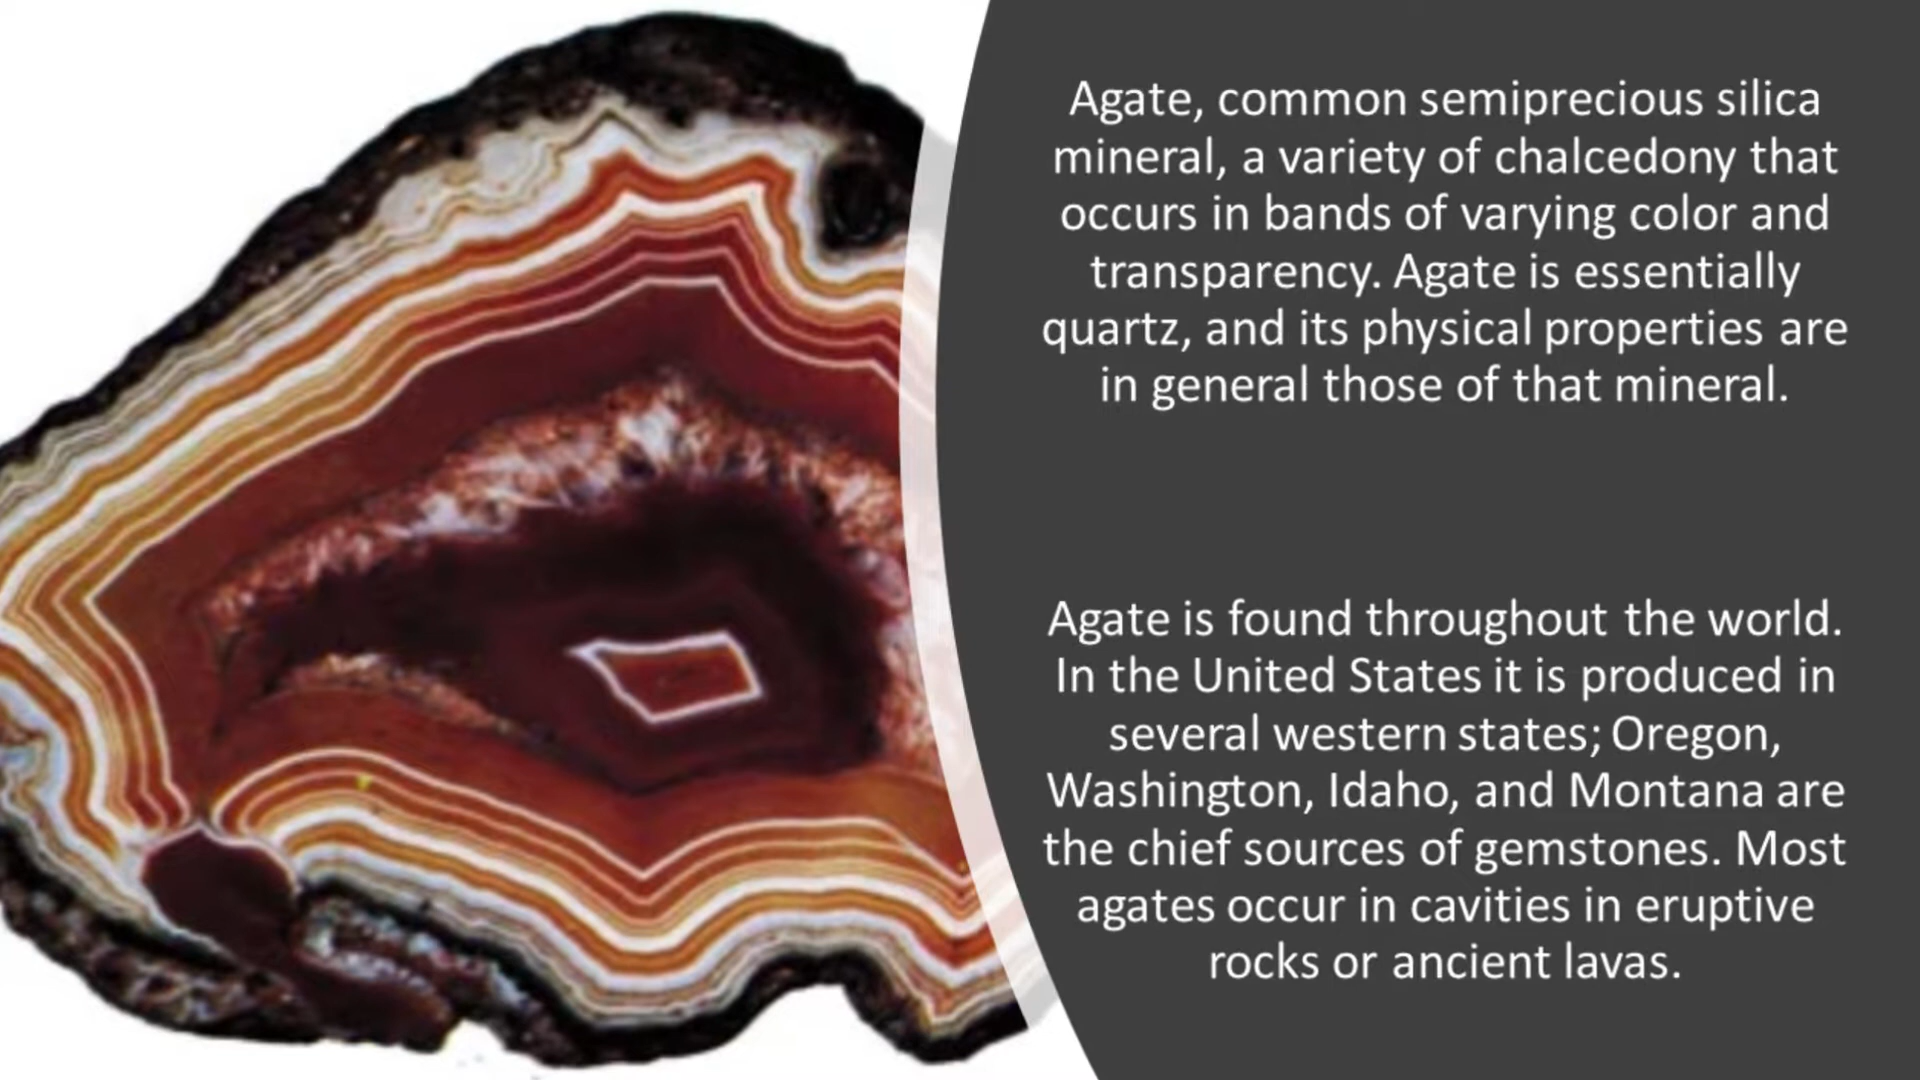 Agate, common semiprecious silica
mineral, a variety of chalcedony that
occurs in bands of varying color and
transparency. Agate is essentially
quartz, and its physical properties are
in general those of that mineral.
Agate is found throughout the world.
In the United States it is produced in
several western states; Oregon,
Washington, Idaho, and Montana are
the chief sources of gemstones. Most
agates occur in cavities in eruptive
rocks or ancient lavas.